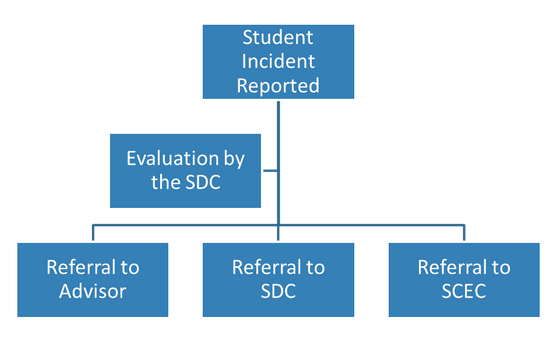 Student
Incident
Reported
Evaluation by
the SDC
Referral to
Advisor
Referral to
SDC
Referral to
SCEC